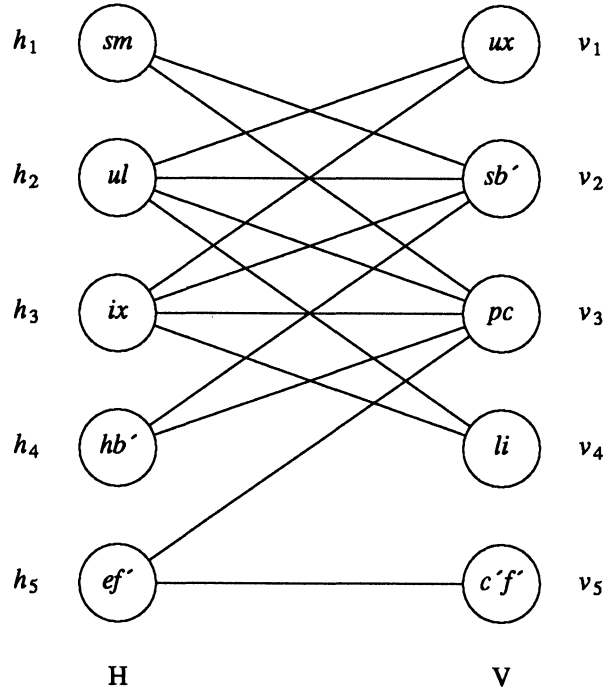 h₁ sm ux v₁
h₂ ul sb´ v₂
h₃ ix pc v₃
h₄ hb´ li v₄
h₅ ef´ c´f´ v₅
H V